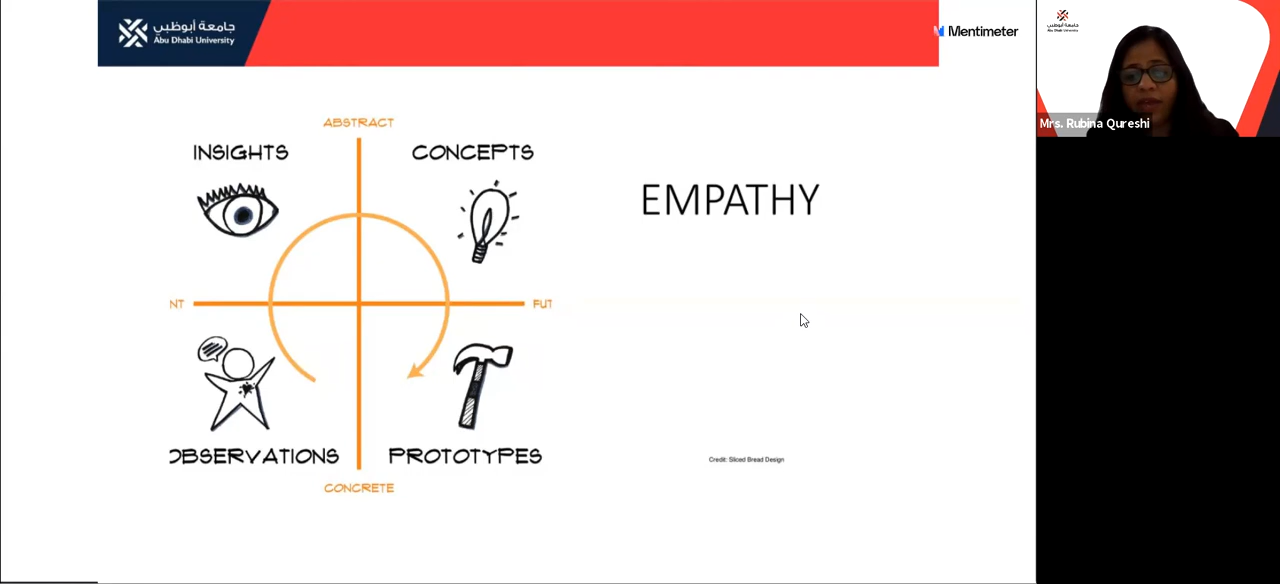 جامعة أبوظبي
Abu Dhabi University
Mentimeter
ABSTRACT
INSIGHTS
CONCEPTS
EMPATHY
NT
FUT
OBSERVATIONS
PROTOTYPES
CONCRETE
Credit: Sliced Bread Design
جامعة أبوظبي
Abu Dhabi University
Mrs. Rubina Qureshi